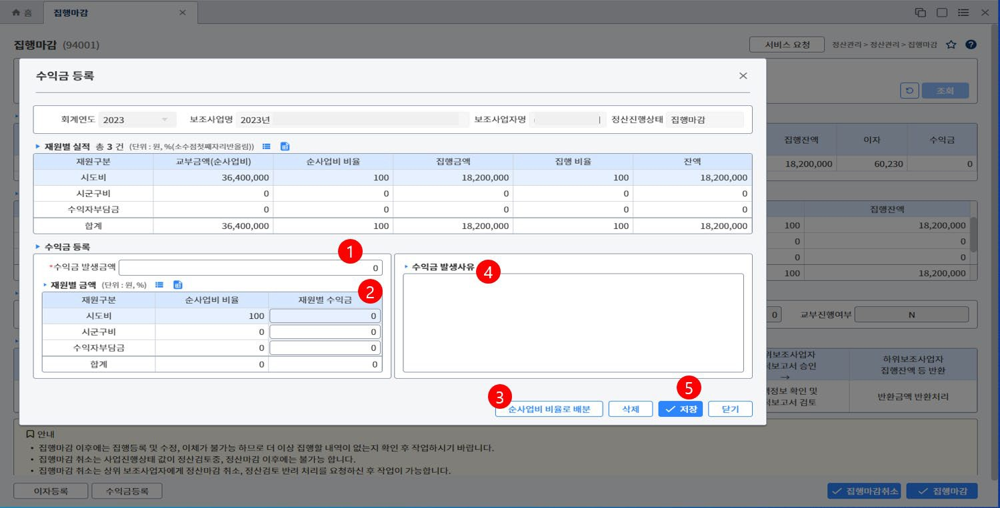 홈 집행마감
집행마감 (94001) 서비스 요청 정산관리 > 정산관리 > 집행마감
조회
수익금 등록
회계연도 2023 보조사업명 2023년 보조사업자명 정산진행상태 집행마감
재원별 실적 총 3 건 (단위 : 원, %(소수점첫째자리반올림))
재원구분 교부금액(순사업비) 순사업비 비율 집행금액 집행 비율 잔액
시도비 36,400,000 100 18,200,000 100 18,200,000
시군구비 0 0 0 0 0
수익자부담금 0 0 0 0 0
합계 36,400,000 100 18,200,000 100 18,200,000
수익금 등록
1
*수익금 발생금액 0
재원별 금액 (단위 : 원, %)
2
재원구분 순사업비 비율 재원별 수익금
시도비 100 0
시군구비 0 0
수익자부담금 0 0
합계 0 0
수익금 발생사유 4
3 5
순사업비 비율로 배분 삭제 저장 닫기
집행잔액 이자 수익금
18,200,000 60,230 0
집행잔액
100 18,200,000
0 0
0 0
100 18,200,000
0 교부진행여부 N
위보조사업자
보고서 승인
→
하위보조사업자
집행잔액 등 반환
액정보 확인 및
보고서 검토
반환금액 반환처리
안내
• 집행마감 이후에는 집행등록 및 수정, 이체가 불가능 하므로 더 이상 집행할 내역이 없는지 확인 후 작업하시기 바랍니다.
• 집행마감 취소는 사업진행상태 값이 정산검토중, 정산마감 이후에는 불가능 합니다.
• 집행마감 취소는 상위 보조사업자에게 정산마감 취소, 정산검토 반려 처리를 요청하신 후 작업이 가능합니다.
이자등록 수익금등록 집행마감취소 집행마감